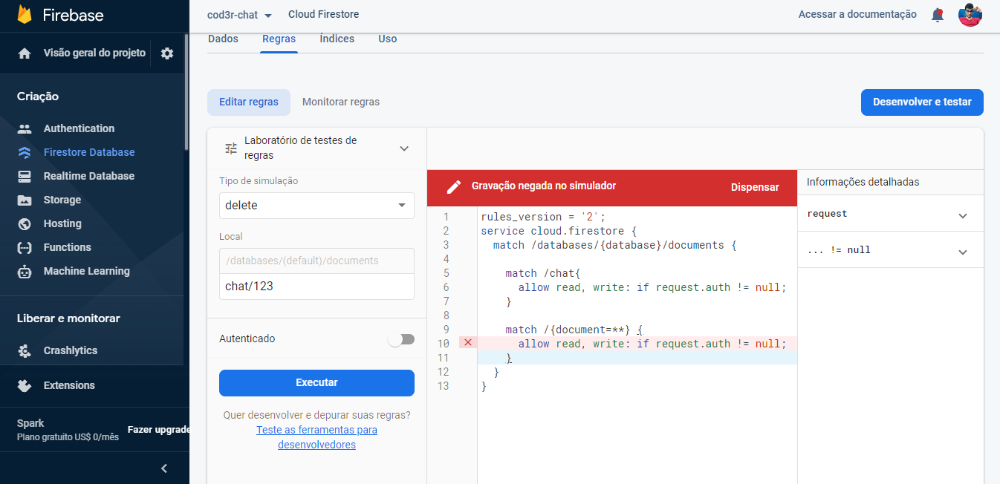 Firebase
cod3r-chat
Cloud Firestore
Acessar a documentação
Visão geral do projeto
Dados
Regras
Índices
Uso
Criação
Authentication
Firestore Database
Realtime Database
Storage
Hosting
Functions
Machine Learning
Liberar e monitorar
Crashlytics
Extensions
Spark
Plano gratuito US$ 0/mês
Fazer upgrade
Editar regras
Monitorar regras
Desenvolver e testar
Laboratório de testes de
regras
Tipo de simulação
delete
Local
/databases/(default)/documents
chat/123
Autenticado
Executar
Quer desenvolver e depurar suas regras?
Teste as ferramentas para
desenvolvedores
Gravação negada no simulador
Dispensar
1 rules_version = '2';
2 service cloud.firestore {
3 match /databases/{database}/documents {
4
5 match /chat{
6 allow read, write: if request.auth != null;
7 }
8
9 match /{document=**} {
10 allow read, write: if request.auth != null;
11 }
12 }
13 }
Informações detalhadas
request
... != null